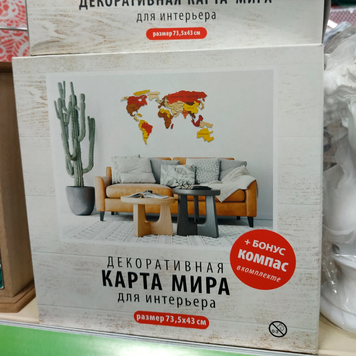 ДЕКОРАТИВНАЯ КАРТА МИРА
для интерьера
размер 73,5х43 см
ДЕКОРАТИВНАЯ
КАРТА МИРА
для интерьера
размер 73,5х43 см
+ БОНУС
компас
в комплекте